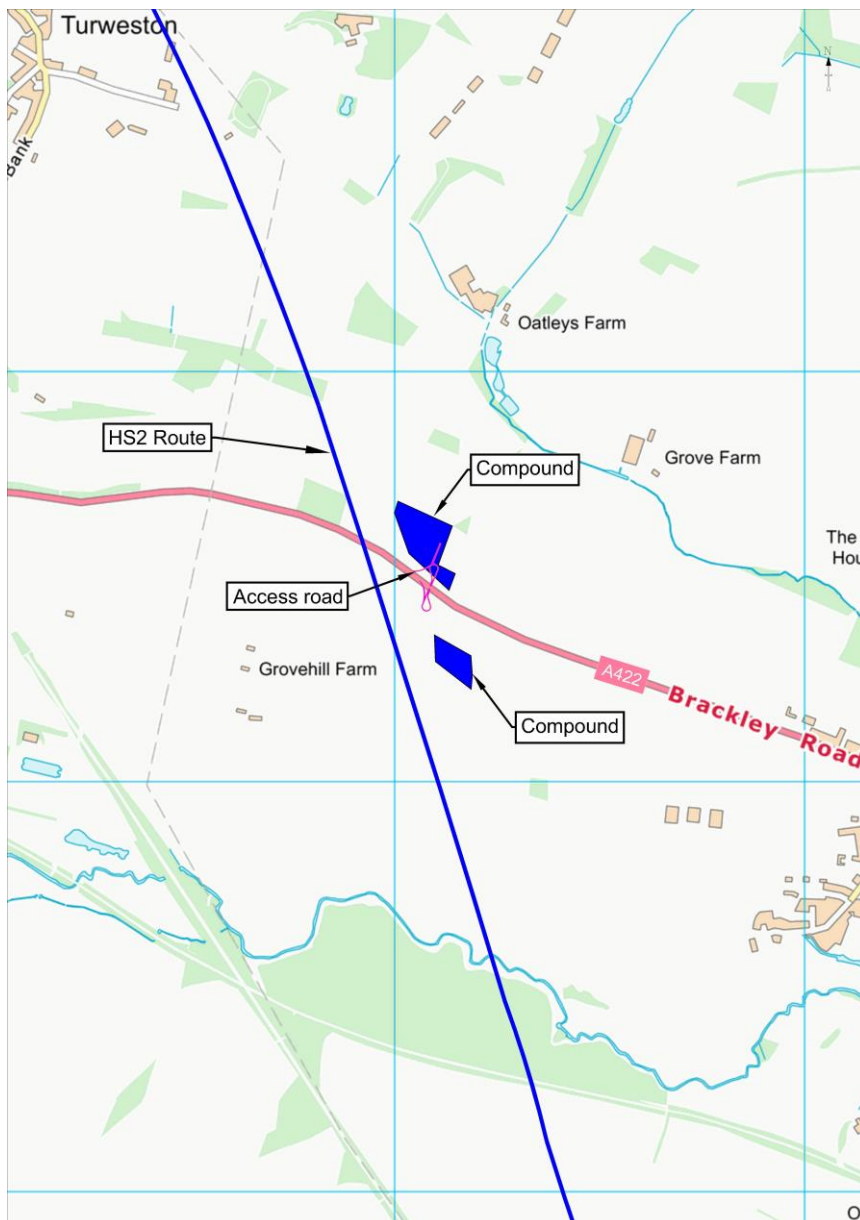 Turweston
N
Bank
Oatleys Farm
HS2 Route
Compound
Grove Farm
The
Hou
Access road
Grovehill Farm
A422
Brackley Road
Compound
O